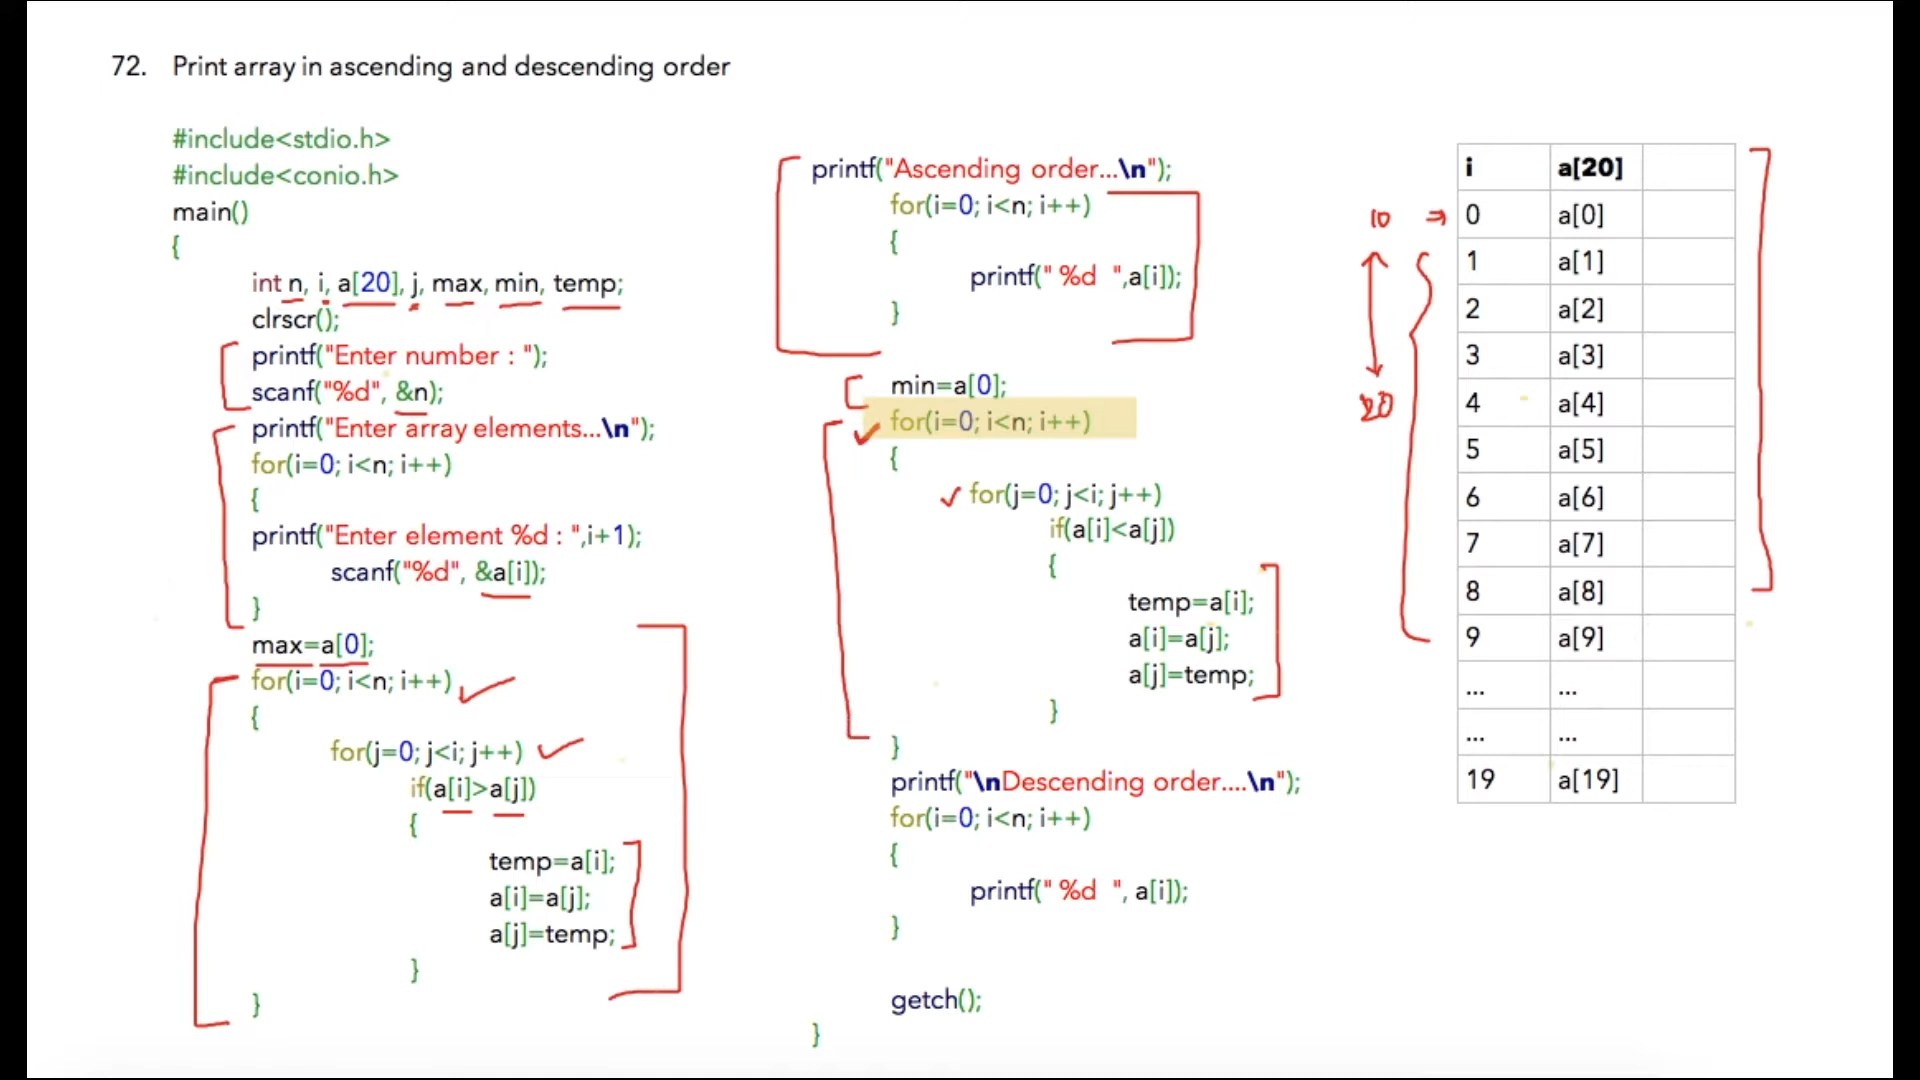 72. Print array in ascending and descending order
#include<stdio.h>
#include<conio.h>
main()
{
int n, i, a[20], j, max, min, temp;
clrscr();
printf("Enter number : ");
scanf("%d", &n);
printf("Enter array elements...\n");
for(i=0; i<n; i++)
{
printf("Enter element %d : ",i+1);
scanf("%d", &a[i]);
}
max=a[0];
for(i=0; i<n; i++)
{
for(j=0; j<i; j++)
if(a[i]>a[j])
{
temp=a[i];
a[i]=a[j];
a[j]=temp;
}
}
printf("Ascending order...\n");
for(i=0; i<n; i++)
{
printf(" %d  ",a[i]);
}
min=a[0];
for(i=0; i<n; i++)
{
for(j=0; j<i; j++)
if(a[i]<a[j])
{
temp=a[i];
a[i]=a[j];
a[j]=temp;
}
}
printf("\nDescending order....\n");
for(i=0; i<n; i++)
{
printf(" %d  ", a[i]);
}
getch();
}
10
20
i a[20]
0 a[0]
1 a[1]
2 a[2]
3 a[3]
4 a[4]
5 a[5]
6 a[6]
7 a[7]
8 a[8]
9 a[9]
... ...
... ...
19 a[19]